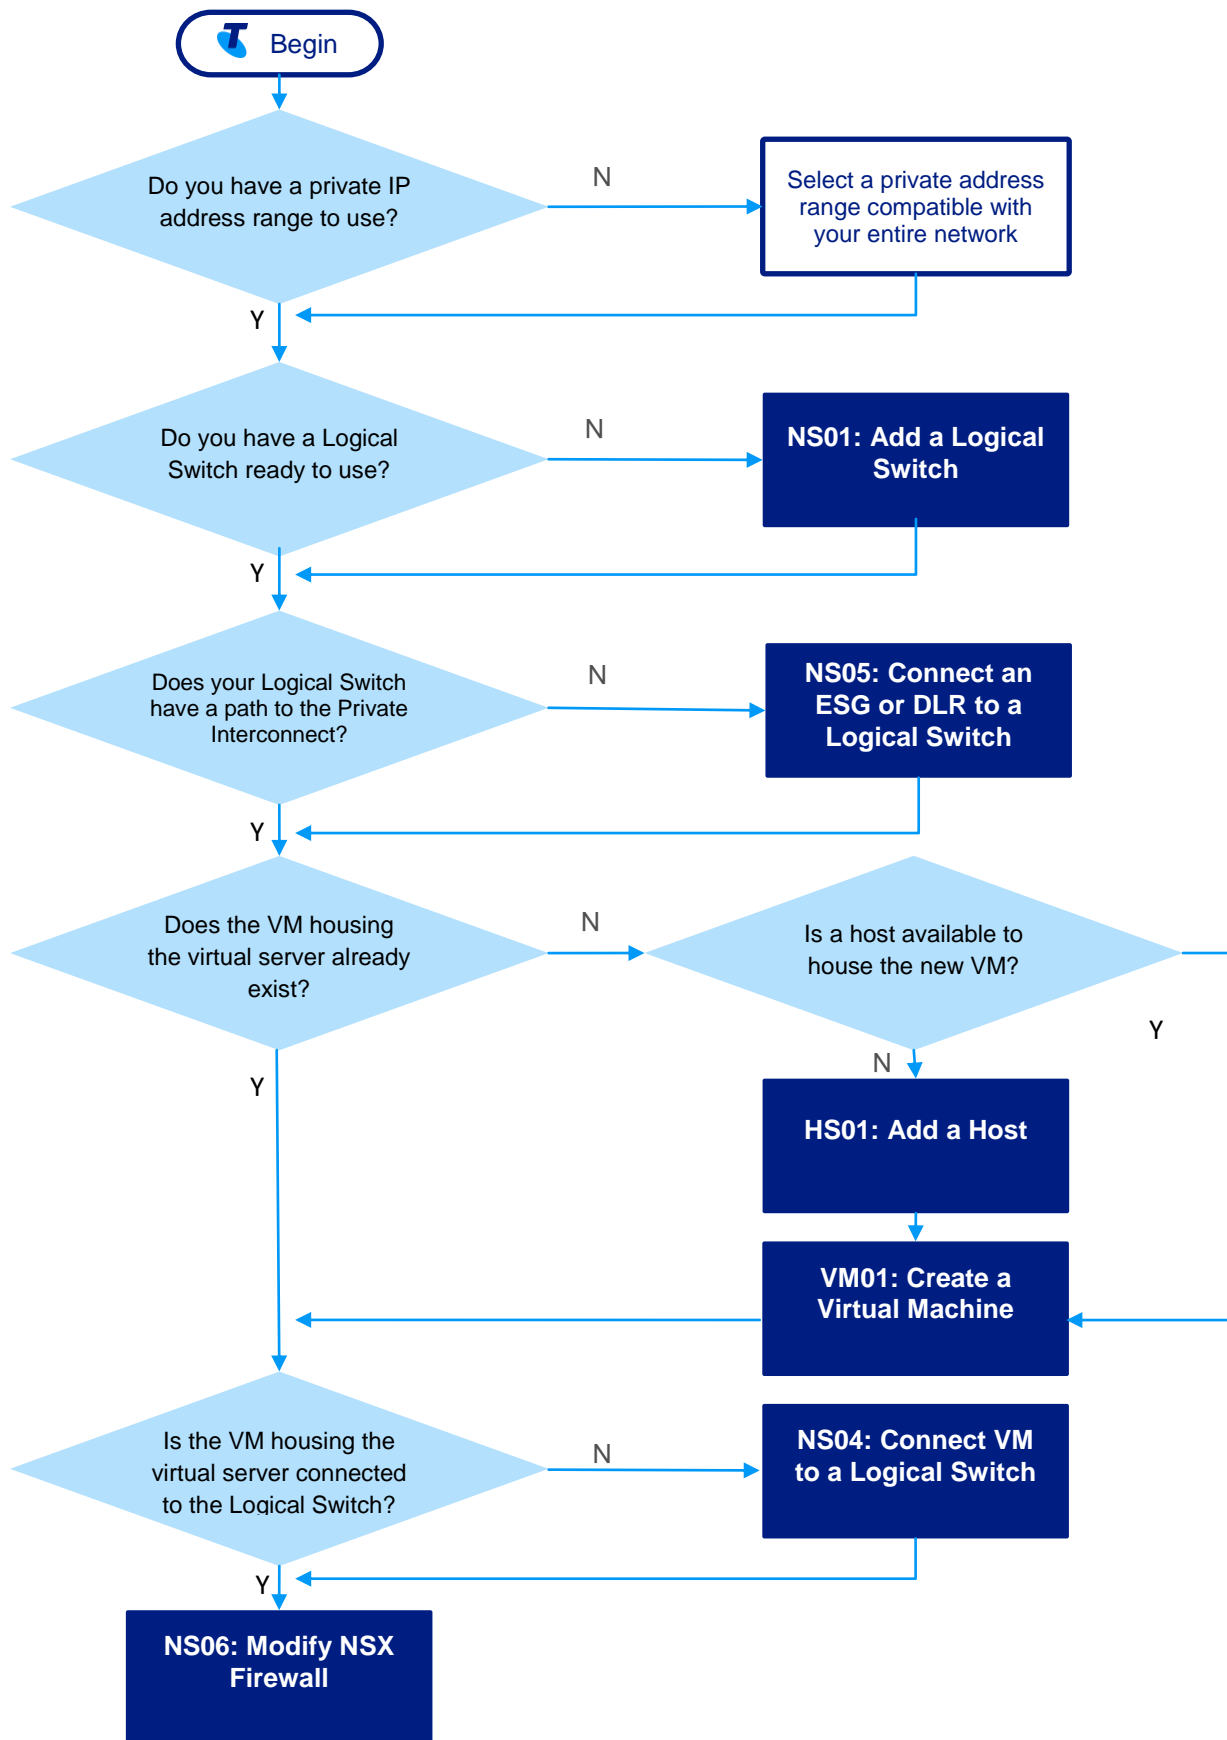 Begin
Do you have a private IP
address range to use?
N
Select a private address
range compatible with
your entire network
Y
Do you have a Logical
Switch ready to use?
N
NS01: Add a Logical
Switch
Y
Does your Logical Switch
have a path to the Private
Interconnect?
N
NS05: Connect an
ESG or DLR to a
Logical Switch
Y
Does the VM housing
the virtual server already
exist?
N
Is a host available to
house the new VM?
Y
N
Y
HS01: Add a Host
VM01: Create a
Virtual Machine
Is the VM housing the
virtual server connected
to the Logical Switch?
N
NS04: Connect VM
to a Logical Switch
Y
NS06: Modify NSX
Firewall